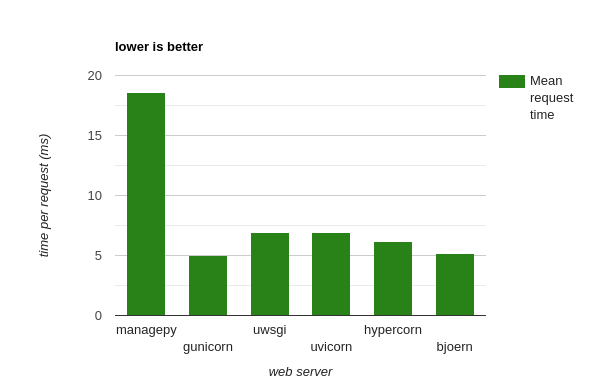 lower is better
20
15
10
5
0
time per request (ms)
managepy
gunicorn
uwsgi
uvicorn
hypercorn
bjoern
web server
Mean
request
time